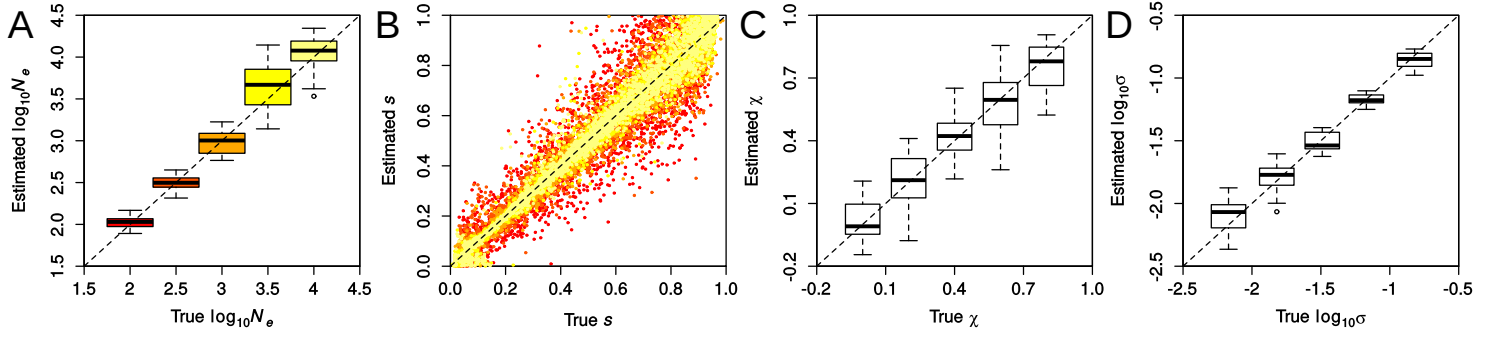 A
Estimated log10Ne
4.5
4.0
3.5
3.0
2.5
2.0
1.5
1.5 2 2.5 3 3.5 4 4.5
True log10Ne
B
Estimated s
1.0
0.8
0.6
0.4
0.2
0.0
0.0 0.2 0.4 0.6 0.8 1.0
True s
C
Estimated χ
1.0
0.7
0.4
0.1
-0.2
-0.2 0.1 0.4 0.7 1.0
True χ
D
Estimated log10σ
-0.5
-1.0
-1.5
-2.0
-2.5
-2.5 -2 -1.5 -1 -0.5
True log10σ